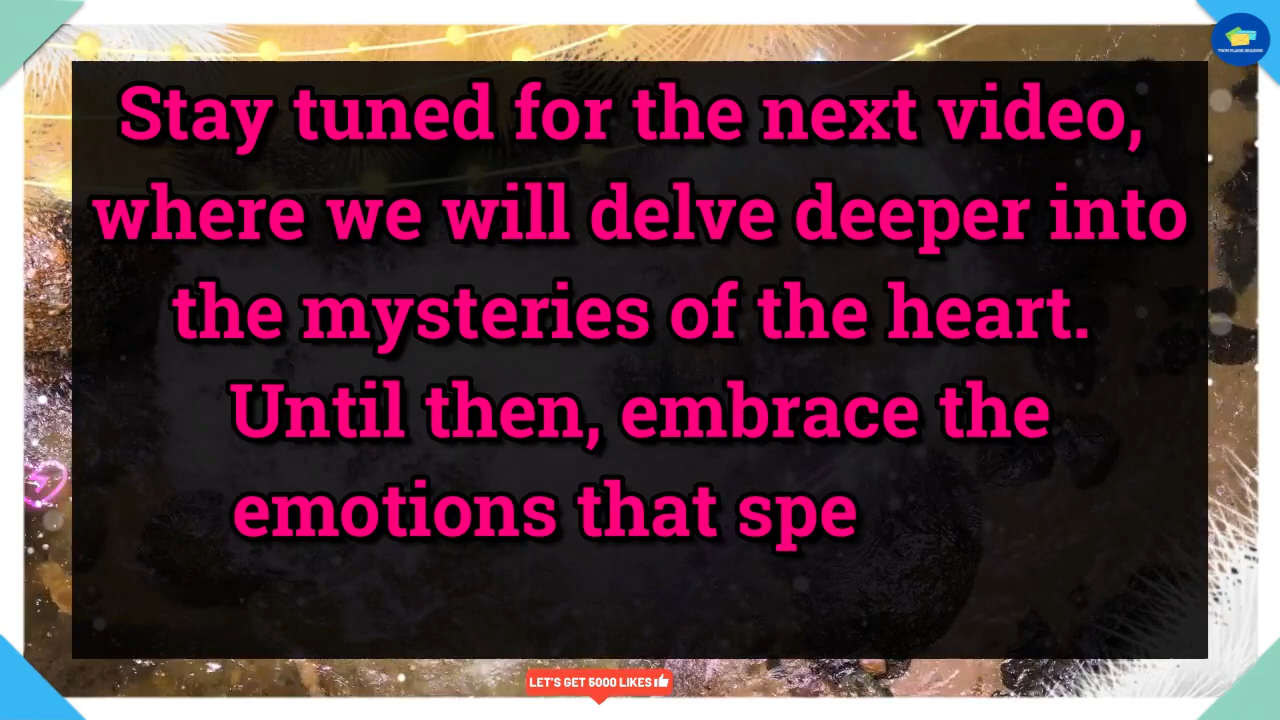 Stay tuned for the next video,
where we will delve deeper into
the mysteries of the heart.
Until then, embrace the
emotions that spe
LET'S GET 5000 LIKES